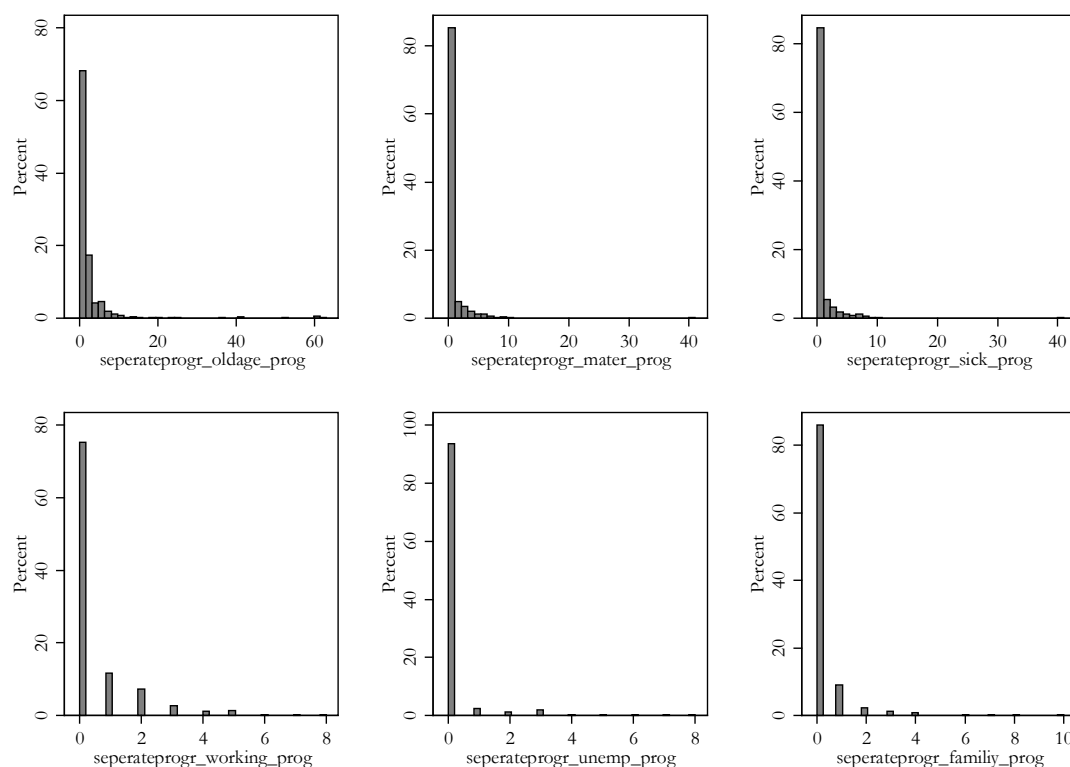 Percent
0 20 40 60 80
0 20 40 60
seperateprogr_oldage_prog
Percent
0 20 40 60 80
0 10 20 30 40
seperateprogr_mater_prog
Percent
0 20 40 60 80
0 10 20 30 40
seperateprogr_sick_prog
Percent
0 20 40 60 80
0 2 4 6 8
seperateprogr_working_prog
Percent
0 20 40 60 80 100
0 2 4 6 8
seperateprogr_unemp_prog
Percent
0 20 40 60 80
0 2 4 6 8 10
seperateprogr_familiy_prog